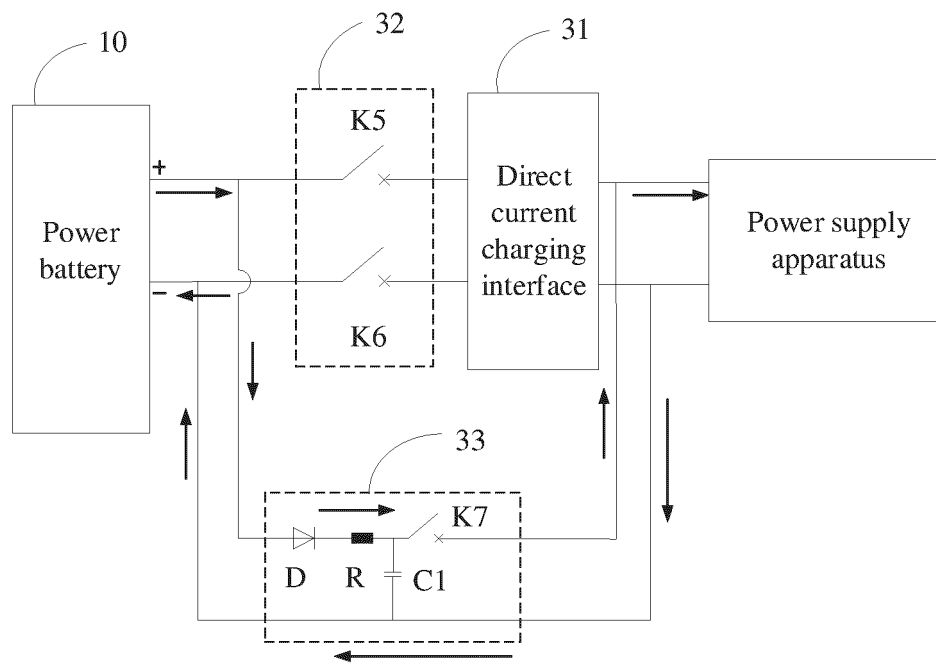 10
32
31
K5
+
Power
battery
Direct
current
charging
interface
Power supply
apparatus
−
K6
33
K7
D
R
C1